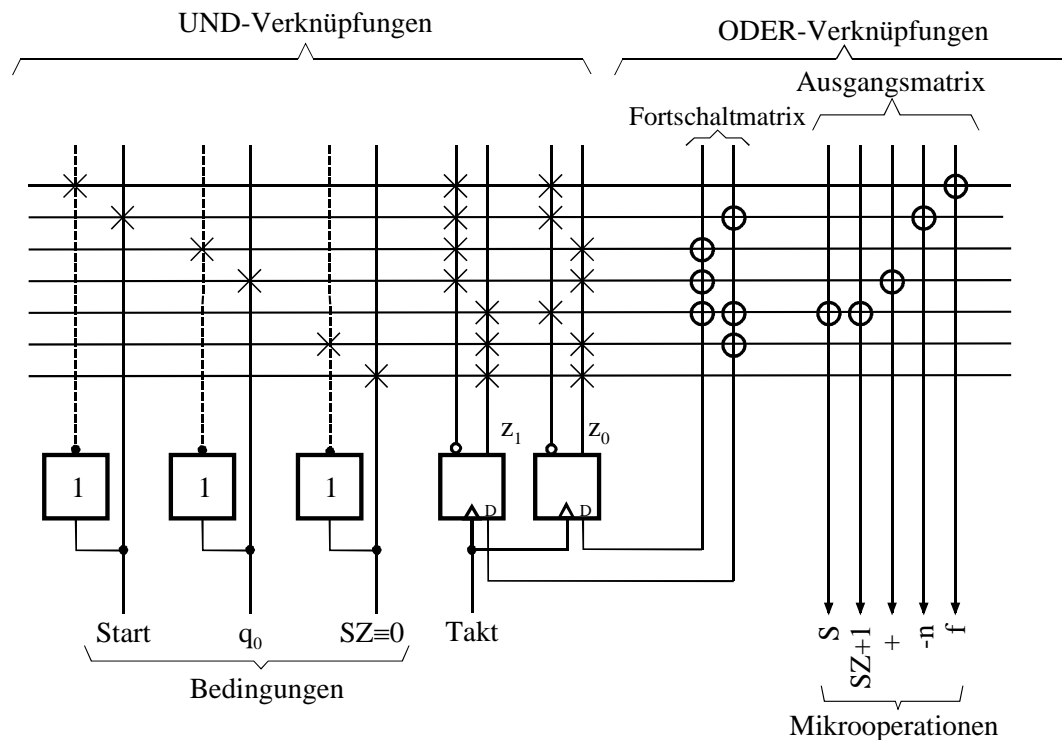 UND-Verknüpfungen
ODER-Verknüpfungen
Ausgangsmatrix
Fortschaltmatrix
z1
z0
1
1
1
D
D
Start
q0
SZ≡0
Takt
S
SZ+1
+
-n
f
Bedingungen
Mikrooperationen